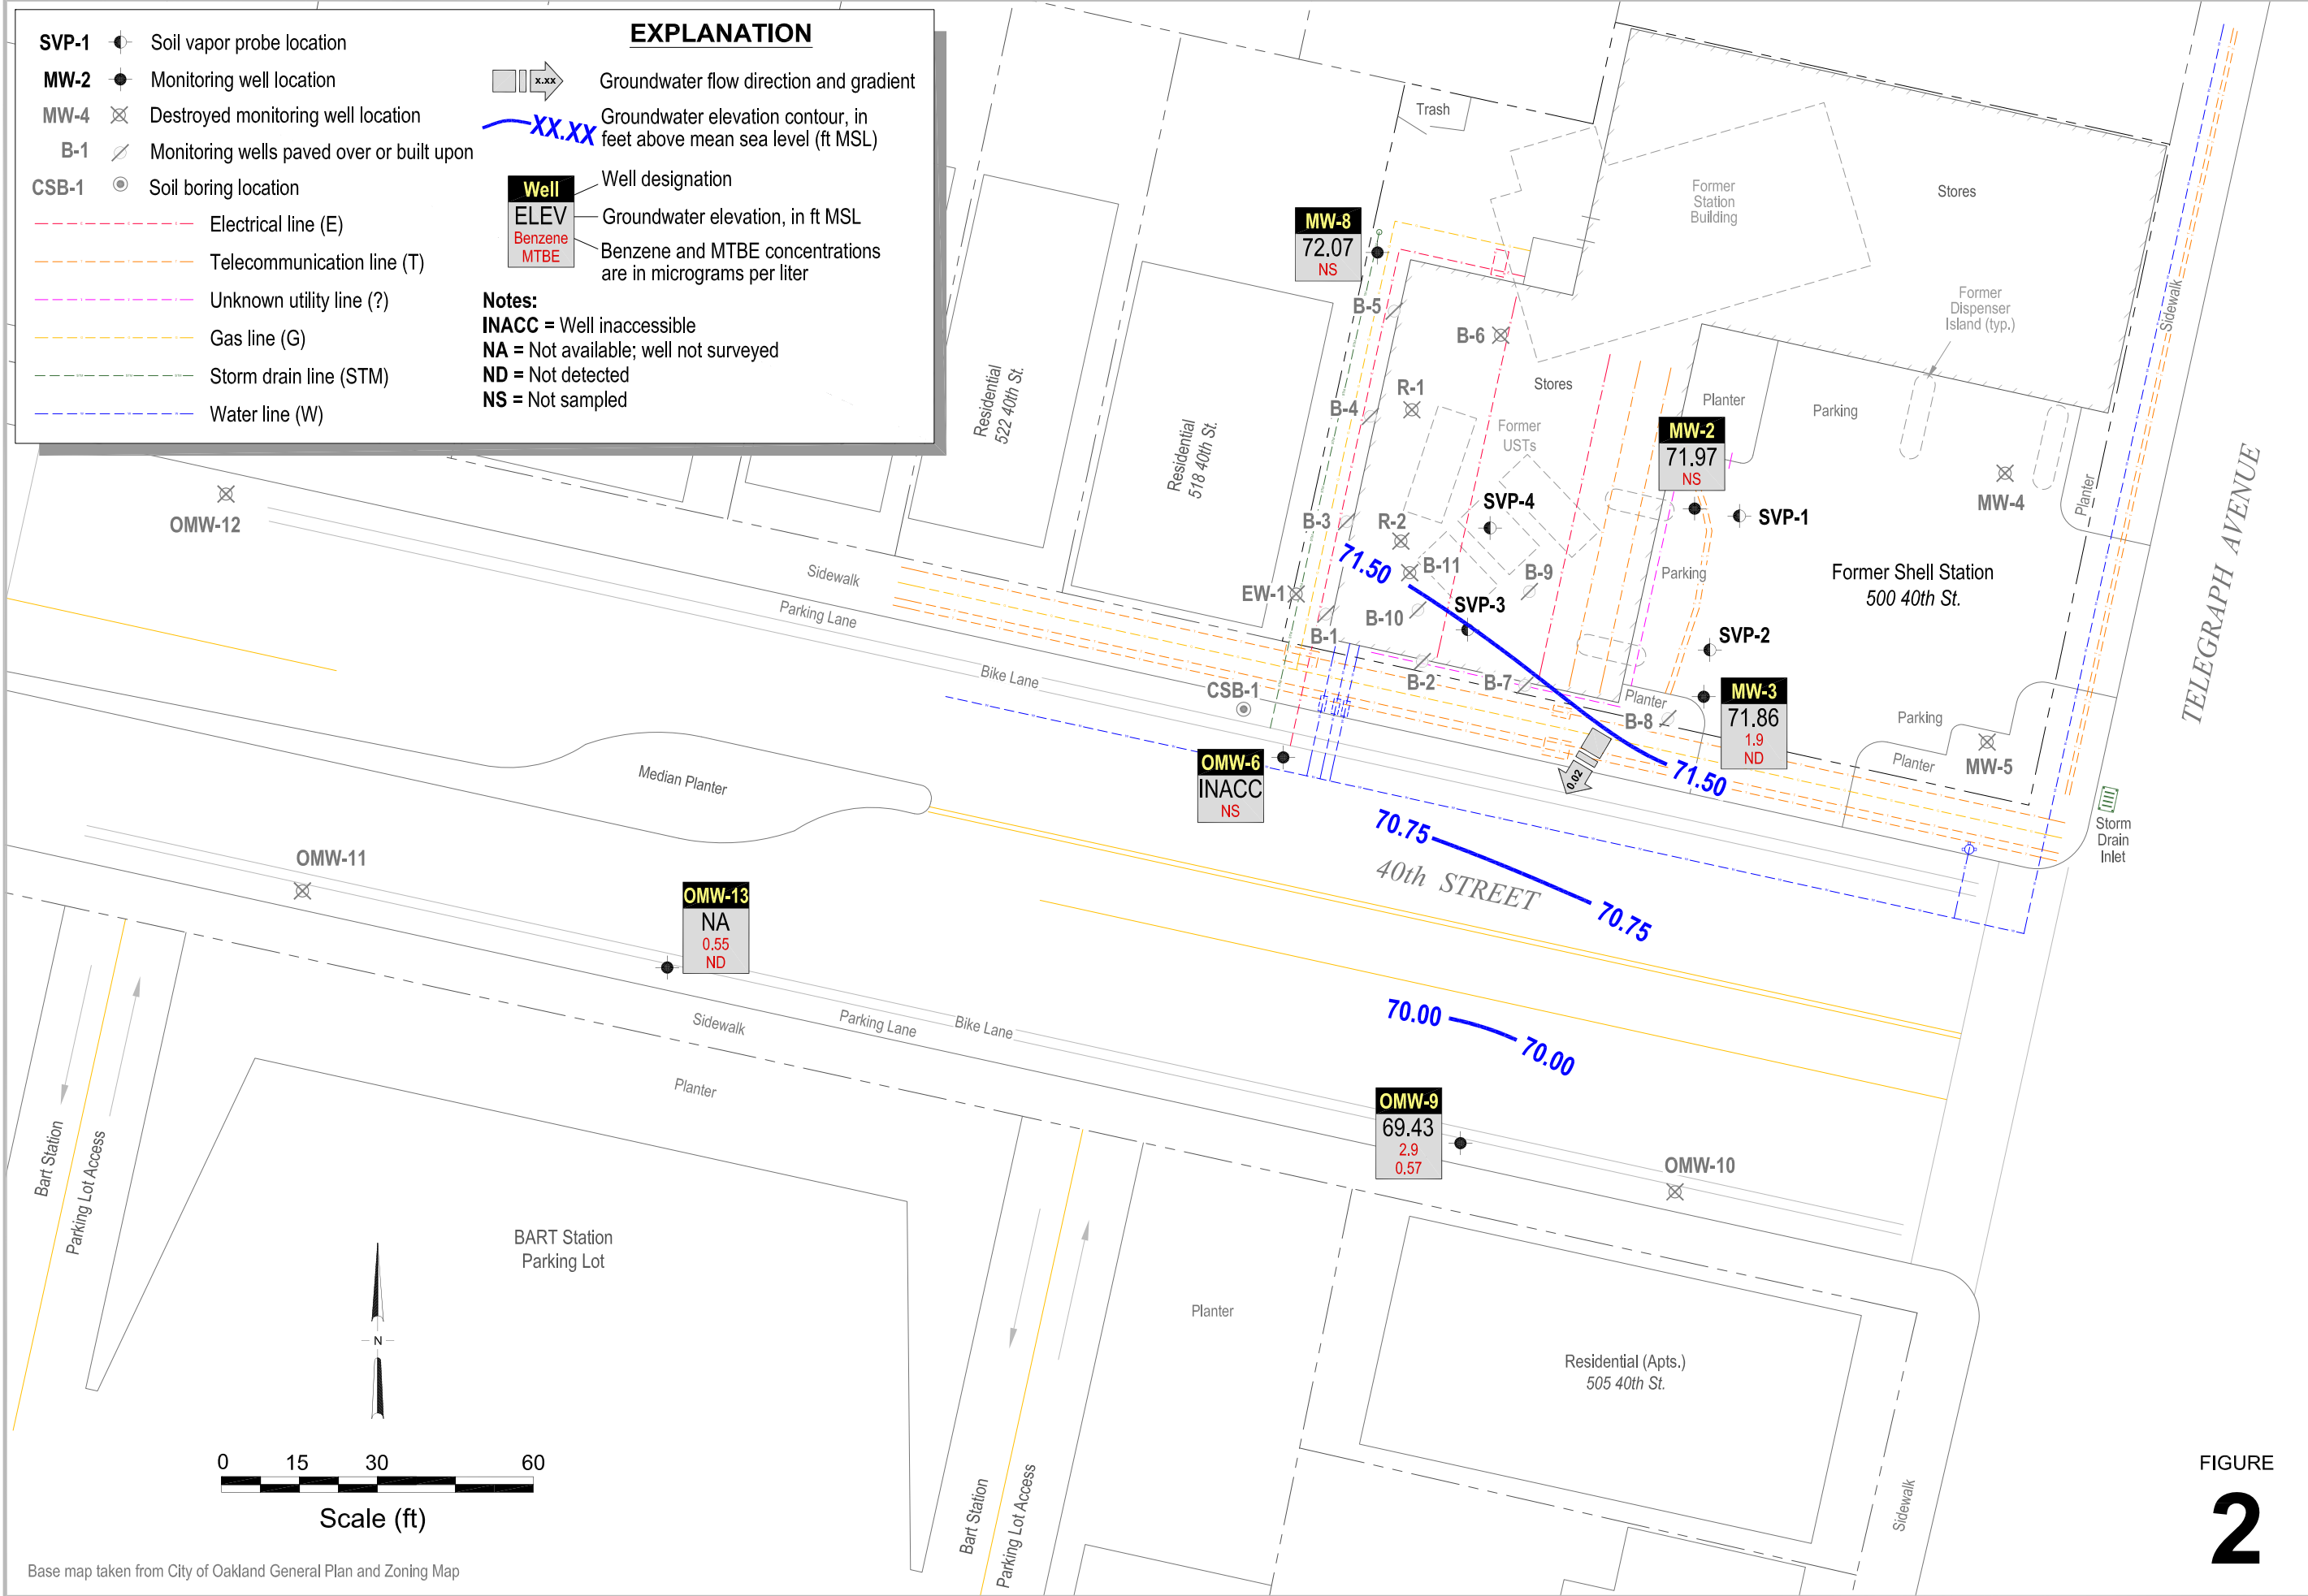 EXPLANATION
SVP-1 Soil vapor probe location
MW-2 Monitoring well location
MW-4 Destroyed monitoring well location
B-1 Monitoring wells paved over or built upon
CSB-1 Soil boring location
Electrical line (E)
Telecommunication line (T)
Unknown utility line (?)
Gas line (G)
Storm drain line (STM)
Water line (W)
x.xx
Groundwater flow direction and gradient
XX.XX
Groundwater elevation contour, in
feet above mean sea level (ft MSL)
Well
ELEV
Benzene
MTBE
Well designation
Groundwater elevation, in ft MSL
Benzene and MTBE concentrations
are in micrograms per liter
Notes:
INACC = Well inaccessible
NA = Not available; well not surveyed
ND = Not detected
NS = Not sampled
Trash
Former
Station
Building
Stores
Sidewalk
MW-8
72.07
NS
Former
Dispenser
Island (typ.)
B-5
B-6
Residential
522 40th St.
Residential
518 40th St.
R-1
B-4
Stores
Planter
Parking
Former
USTs
MW-2
71.97
NS
MW-4
Planter
SVP-4
SVP-1
OMW-12
B-3
R-2
71.50
B-11
B-9
Parking
Former Shell Station
500 40th St.
TELEGRAPH AVENUE
Sidewalk
EW-1
SVP-3
B-10
B-1
Parking Lane
SVP-2
Bike Lane
CSB-1
B-2
B-7
Planter
B-8
MW-3
71.86
1.9
ND
Parking
Planter
MW-5
OMW-6
INACC
NS
0.02
71.50
Median Planter
Storm
Drain
Inlet
70.75
40th STREET
70.75
OMW-11
OMW-13
NA
0.55
ND
Sidewalk
Parking Lane
Bike Lane
70.00
70.00
Planter
OMW-9
69.43
2.9
0.57
OMW-10
Bart Station
Parking Lot Access
BART Station
Parking Lot
Planter
N
Residential (Apts.)
505 40th St.
Sidewalk
Bart Station
Parking Lot Access
0 15 30 60
Scale (ft)
FIGURE
2
Base map taken from City of Oakland General Plan and Zoning Map